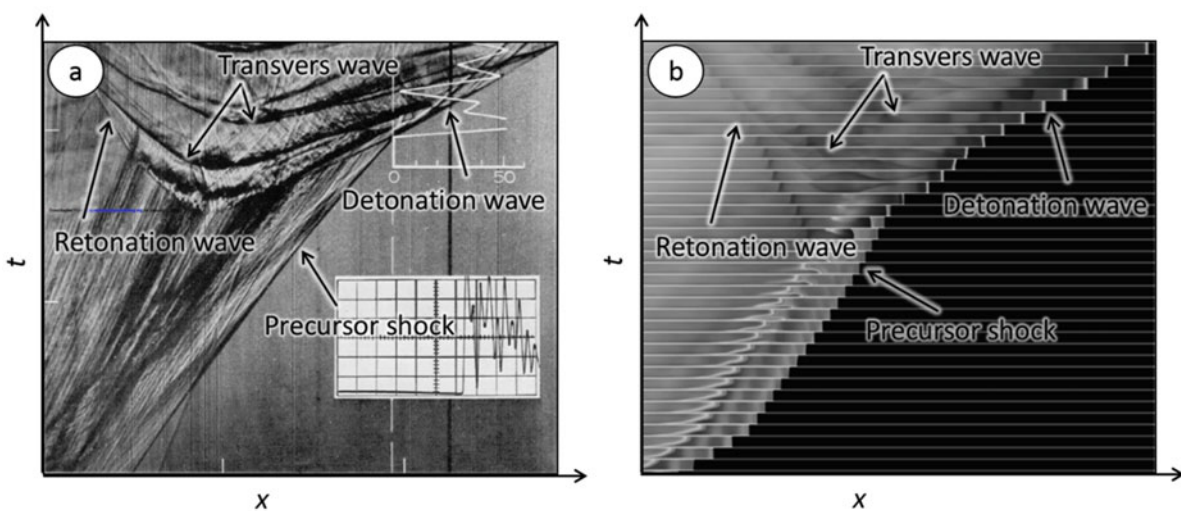 a
Transvers wave
0
50
Detonation wave
Retonation wave
Precursor shock
t
x
b
Transvers wave
Retonation wave
Detonation wave
Precursor shock
t
x